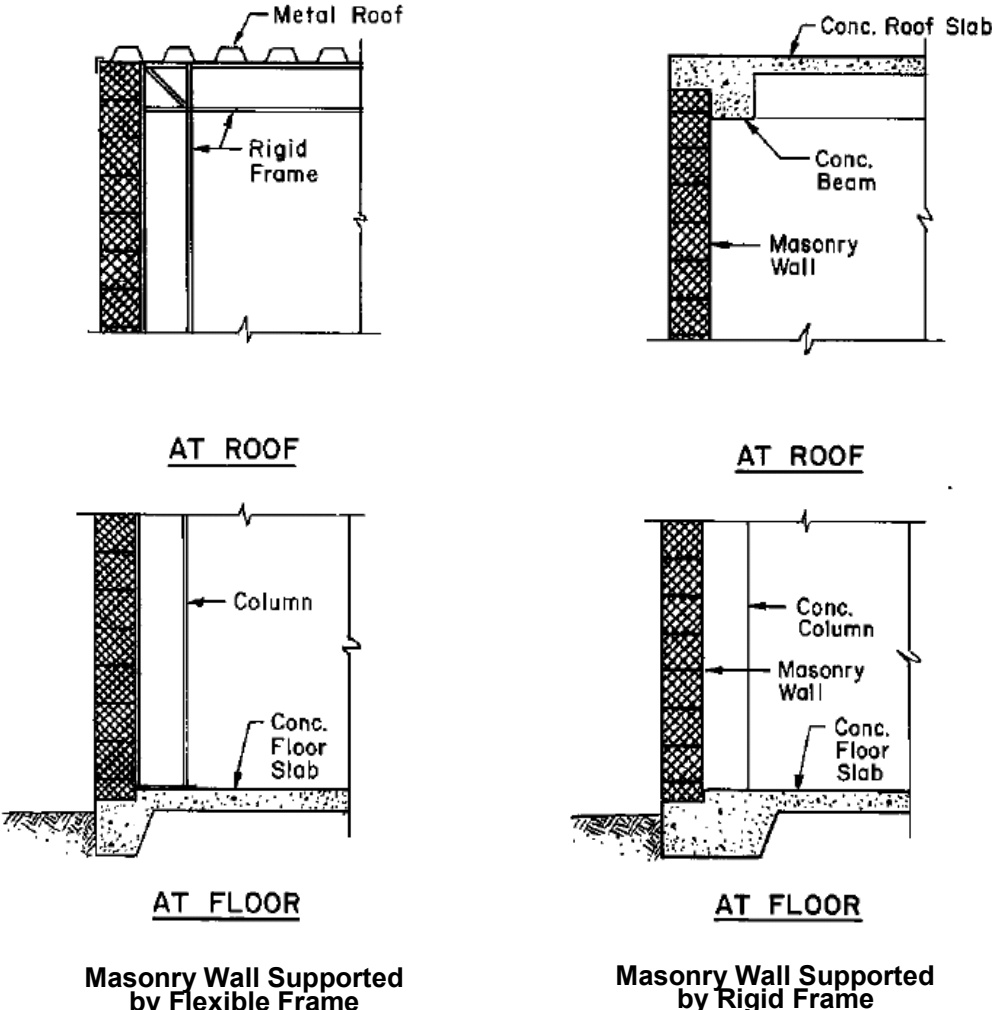 Metal Roof
Rigid
Frame
AT ROOF
Column
Conc.
Floor
Slab
AT FLOOR
Masonry Wall Supported
by Flexible Frame
Conc. Roof Slab
Conc.
Beam
Masonry
Wall
AT ROOF
Conc.
Column
Masonry
Wall
Conc.
Floor
Slab
AT FLOOR
Masonry Wall Supported
by Rigid Frame